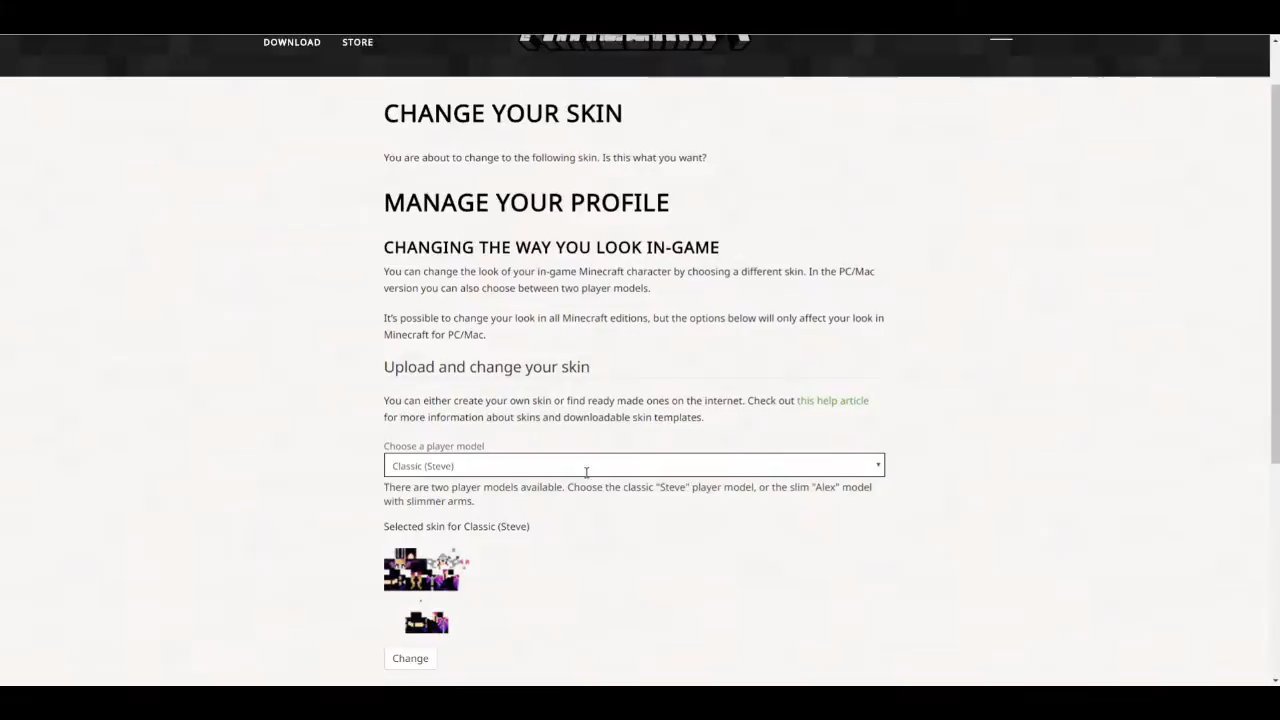 DOWNLOAD STORE
CHANGE YOUR SKIN
You are about to change to the following skin. Is this what you want?
MANAGE YOUR PROFILE
CHANGING THE WAY YOU LOOK IN-GAME
You can change the look of your in-game Minecraft character by choosing a different skin. In the PC/Mac
version you can also choose between two player models.
It's possible to change your look in all Minecraft editions, but the options below will only affect your look in
Minecraft for PC/Mac.
Upload and change your skin
You can either create your own skin or find ready made ones on the internet. Check out this help article
for more information about skins and downloadable skin templates.
Choose a player model
Classic (Steve)
There are two player models available. Choose the classic "Steve" player model, or the slim "Alex" model
with slimmer arms.
Selected skin for Classic (Steve)
Change